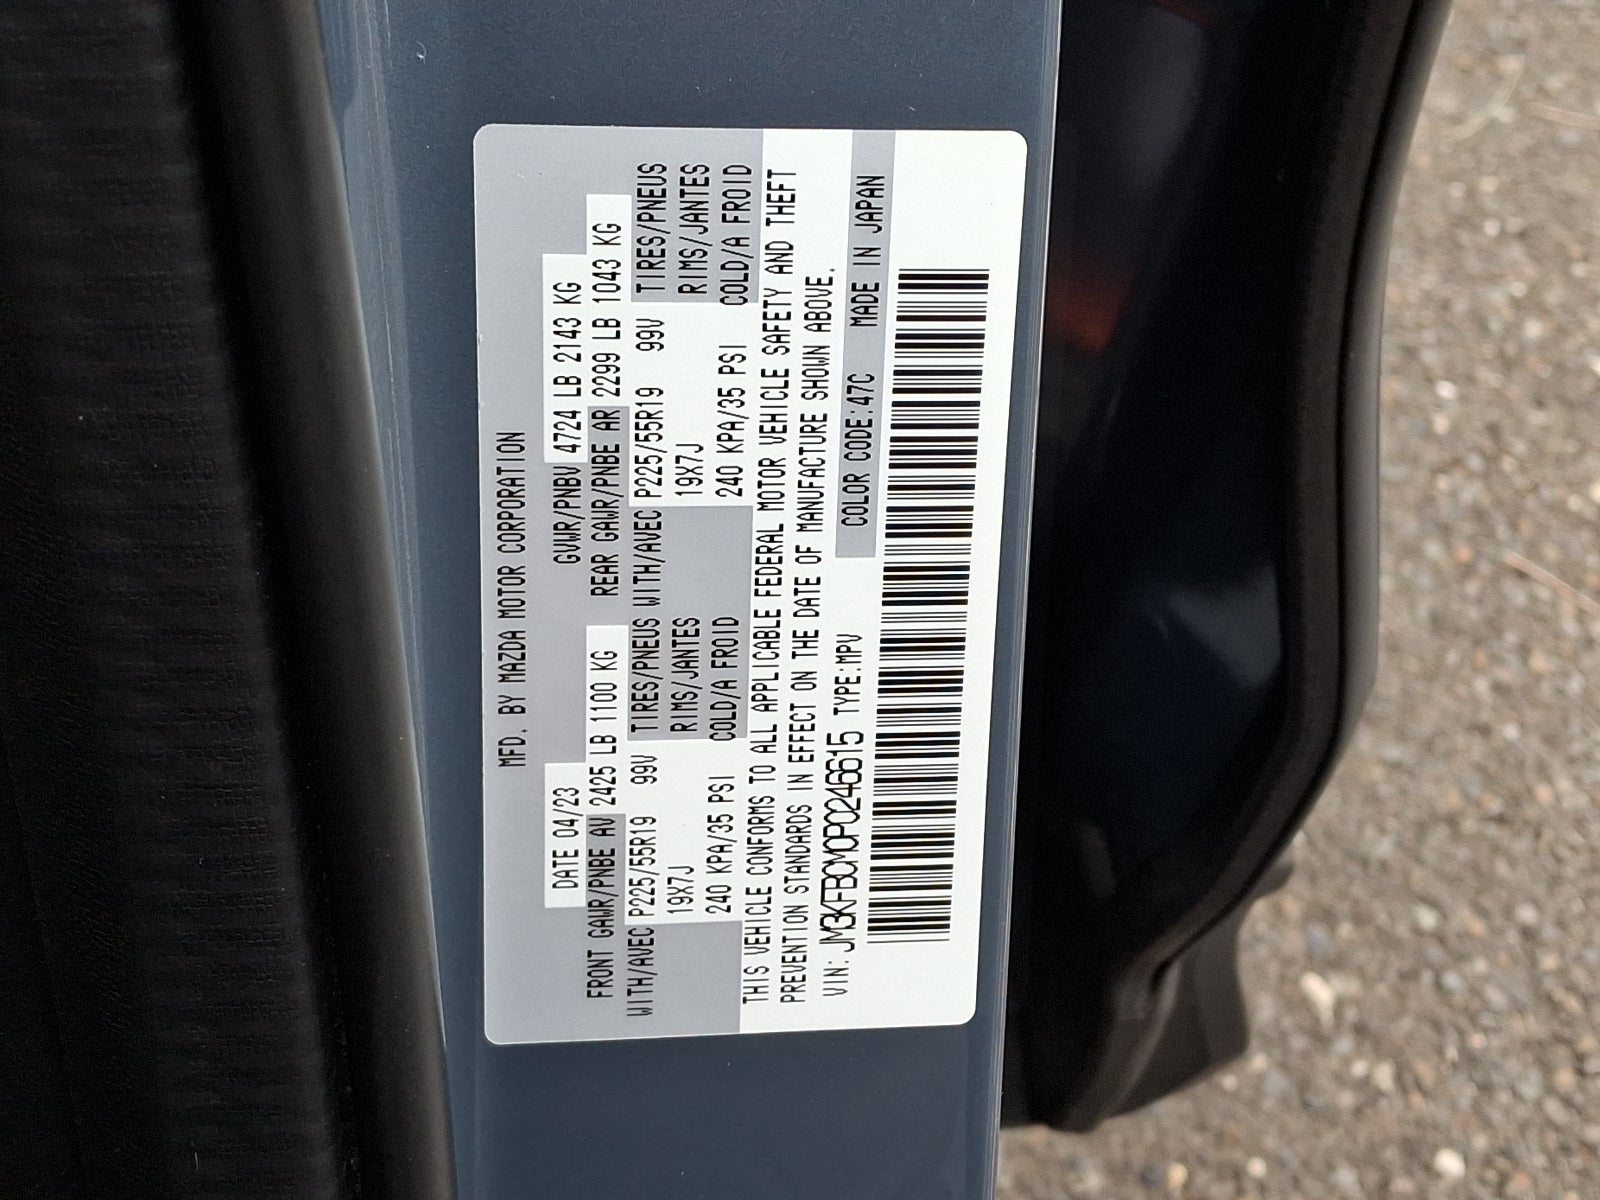 MFD. BY MAZDA MOTOR CORPORATION
DATE 04/23 GVWR/PNBV 4724 LB 2143 KG
FRONT GAWR/PNBE AV 2425 LB 1100 KG REAR GAWR/PNBE AR 2299 LB 1043 KG
WITH/AVEC P225/55R19 99V TIRES/PNEUS WITH/AVEC P225/55R19 99V TIRES/PNEUS
19X7J RIMS/JANTES 19X7J RIMS/JANTES
240 KPA/35 PSI COLD/A FROID 240 KPA/35 PSI COLD/A FROID
THIS VEHICLE CONFORMS TO ALL APPLICABLE FEDERAL MOTOR VEHICLE SAFETY AND THEFT
PREVENTION STANDARDS IN EFFECT ON THE DATE OF MANUFACTURE SHOWN ABOVE.
VIN: JM3KFBCM0P0246615 TYPE:MPV COLOR CODE:47C MADE IN JAPAN